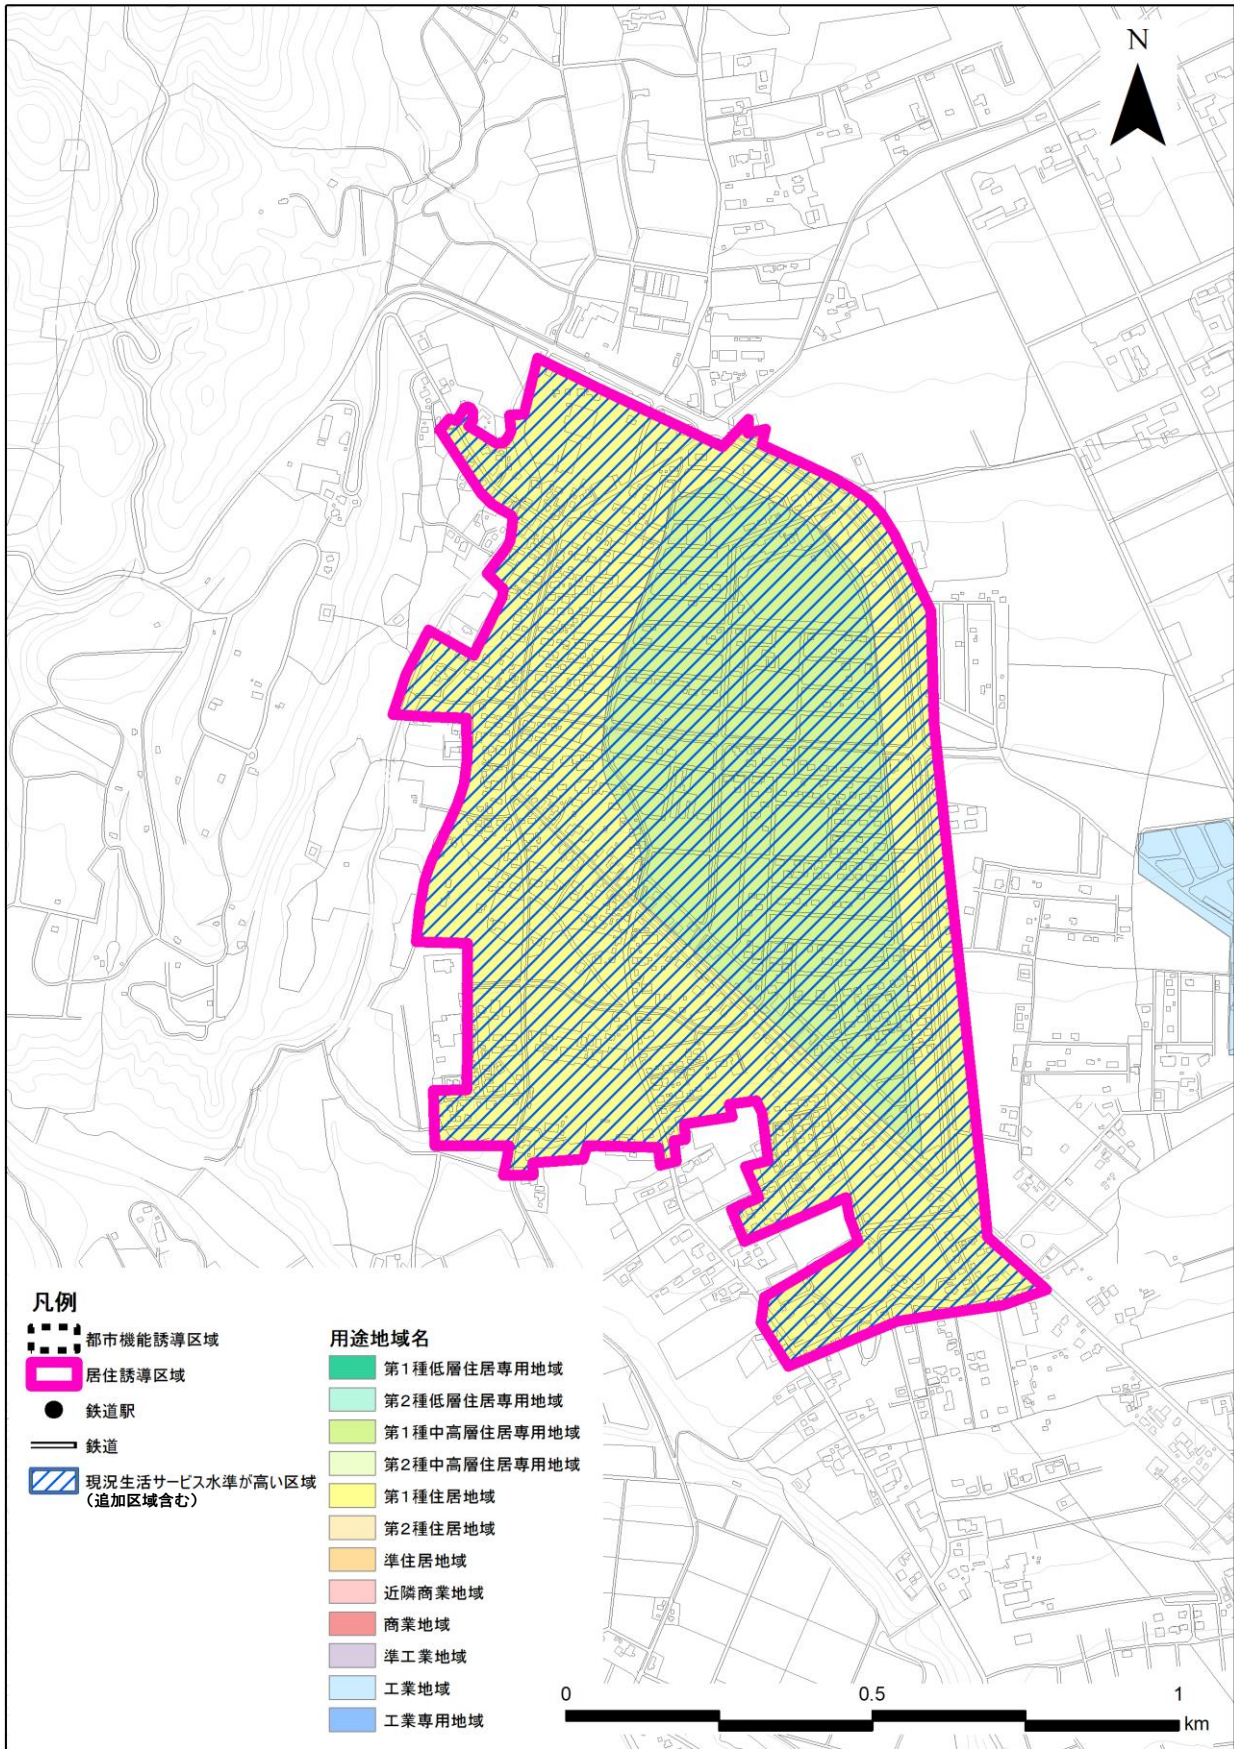 N
凡例
都市機能誘導区域
居住誘導区域
鉄道駅
鉄道
現況生活サービス水準が高い区域
(追加区域含む)
用途地域名
第1種低層住居専用地域
第2種低層住居専用地域
第1種中高層住居専用地域
第2種中高層住居専用地域
第1種住居地域
第2種住居地域
準住居地域
近隣商業地域
商業地域
準工業地域
工業地域
工業専用地域
0 0.5 1
km